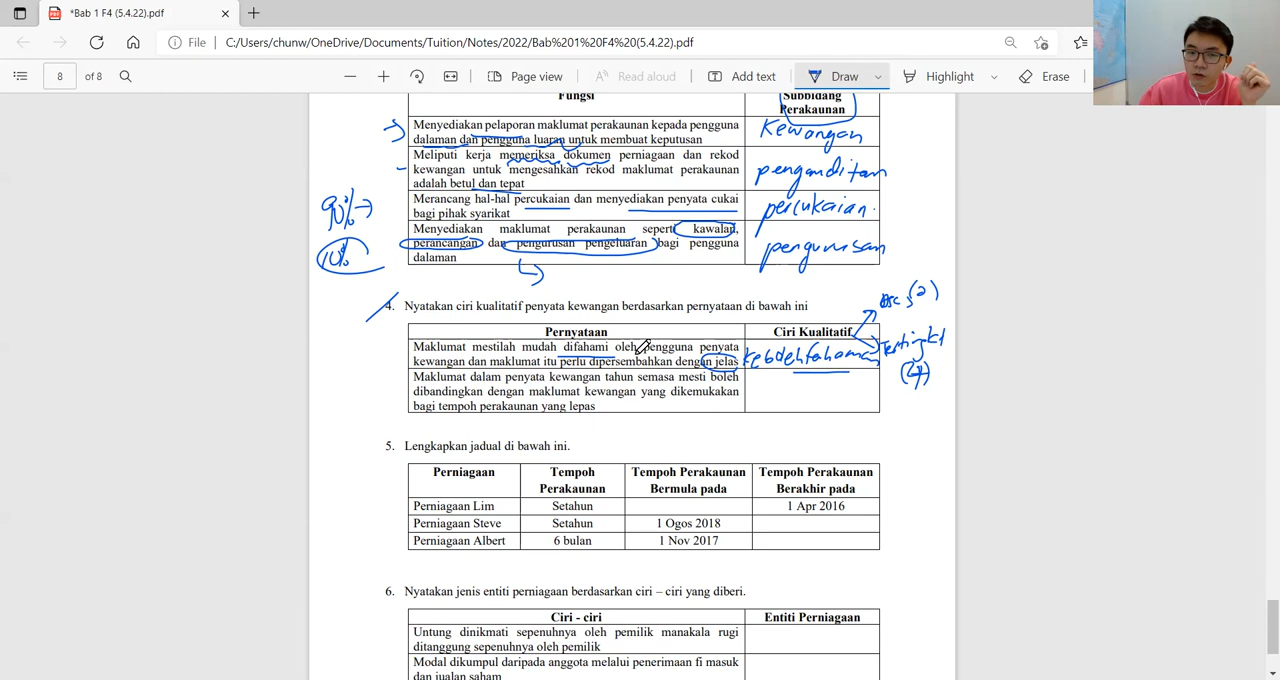 *Bab 1 F4 (5.4.22).pdf
File C:/Users/chunw/OneDrive/Documents/Tuition/Notes/2022/Bab%201%20F4%20(5.4.22).pdf
8 of 8 Page view Read aloud Add text Draw Highlight Erase
Fungsi
Subbidang
Perakaunan
Menyediakan pelaporan maklumat perakaunan kepada pengguna
dalaman dan pengguna luaran untuk membuat keputusan
Kewangan
Meliputi kerja memeriksa dokumen perniagaan dan rekod
kewangan untuk mengesahkan rekod maklumat perakaunan
adalah betul dan tepat
pengauditan
Merancang hal-hal percukaian dan menyediakan penyata cukai
bagi pihak syarikat
percukaian
90%
Menyediakan maklumat perakaunan seperti kawalan,
perancangan dan pengurusan pengeluaran bagi pengguna
dalaman
pengurusan
10%
4. Nyatakan ciri kualitatif penyata kewangan berdasarkan pernyataan di bawah ini
Asas (2)
Pernyataan Ciri Kualitatif
Maklumat mestilah mudah difahami oleh pengguna penyata
kewangan dan maklumat itu perlu dipersembahkan dengan jelas
kebolehfahaman
(4)
Maklumat dalam penyata kewangan tahun semasa mesti boleh
dibandingkan dengan maklumat kewangan yang dikemukakan
bagi tempoh perakaunan yang lepas
5. Lengkapkan jadual di bawah ini.
Perniagaan Tempoh Tempoh Perakaunan Tempoh Perakaunan
Perakaunan Bermula pada Berakhir pada
Perniagaan Lim Setahun 1 Apr 2016
Perniagaan Steve Setahun 1 Ogos 2018
Perniagaan Albert 6 bulan 1 Nov 2017
6. Nyatakan jenis entiti perniagaan berdasarkan ciri – ciri yang diberi.
Ciri - ciri Entiti Perniagaan
Untung dinikmati sepenuhnya oleh pemilik manakala rugi
ditanggung sepenuhnya oleh pemilik
Modal dikumpul daripada anggota melalui penerimaan fi masuk
dan jualan saham